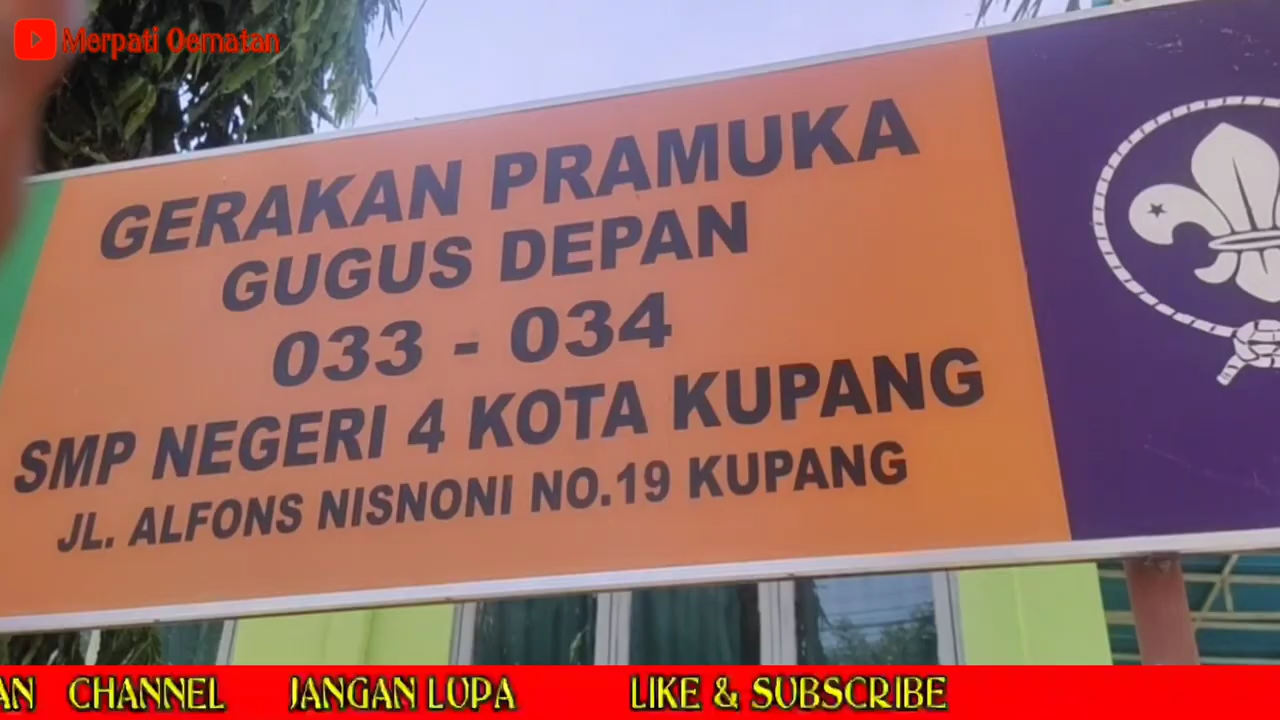 Merpati Oematan
GERAKAN PRAMUKA
GUGUS DEPAN
033 - 034
SMP NEGERI 4 KOTA KUPANG
JL. ALFONS NISNONI NO.19 KUPANG
AN CHANNEL JANGAN LUPA LIKE & SUBSCRIBE